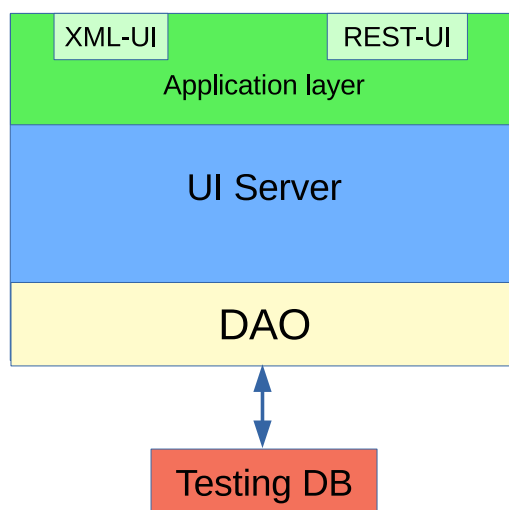 XML-UI
REST-UI
Application layer
UI Server
DAO
Testing DB